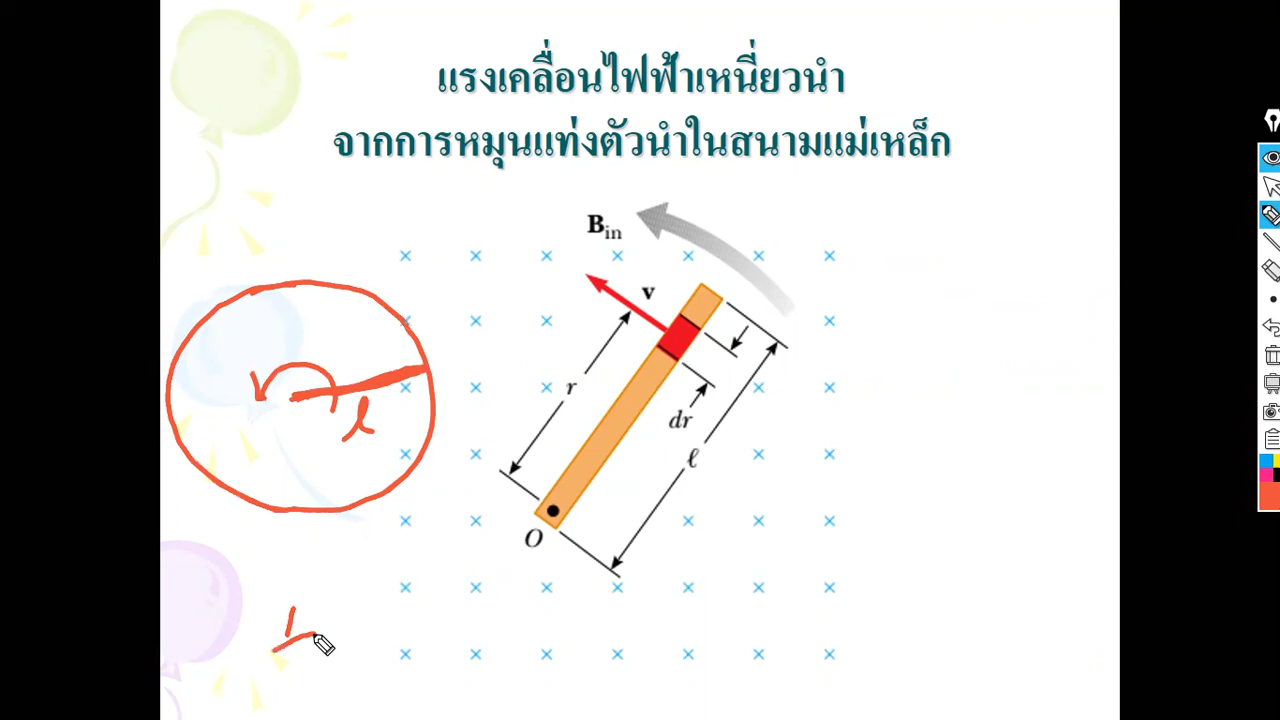 แรงเคลื่อนไฟฟ้าเหนี่ยวนำ
จากการหมุนแท่งตัวนำในสนามแม่เหล็ก
B in
v
r
dr
ℓ
O
l